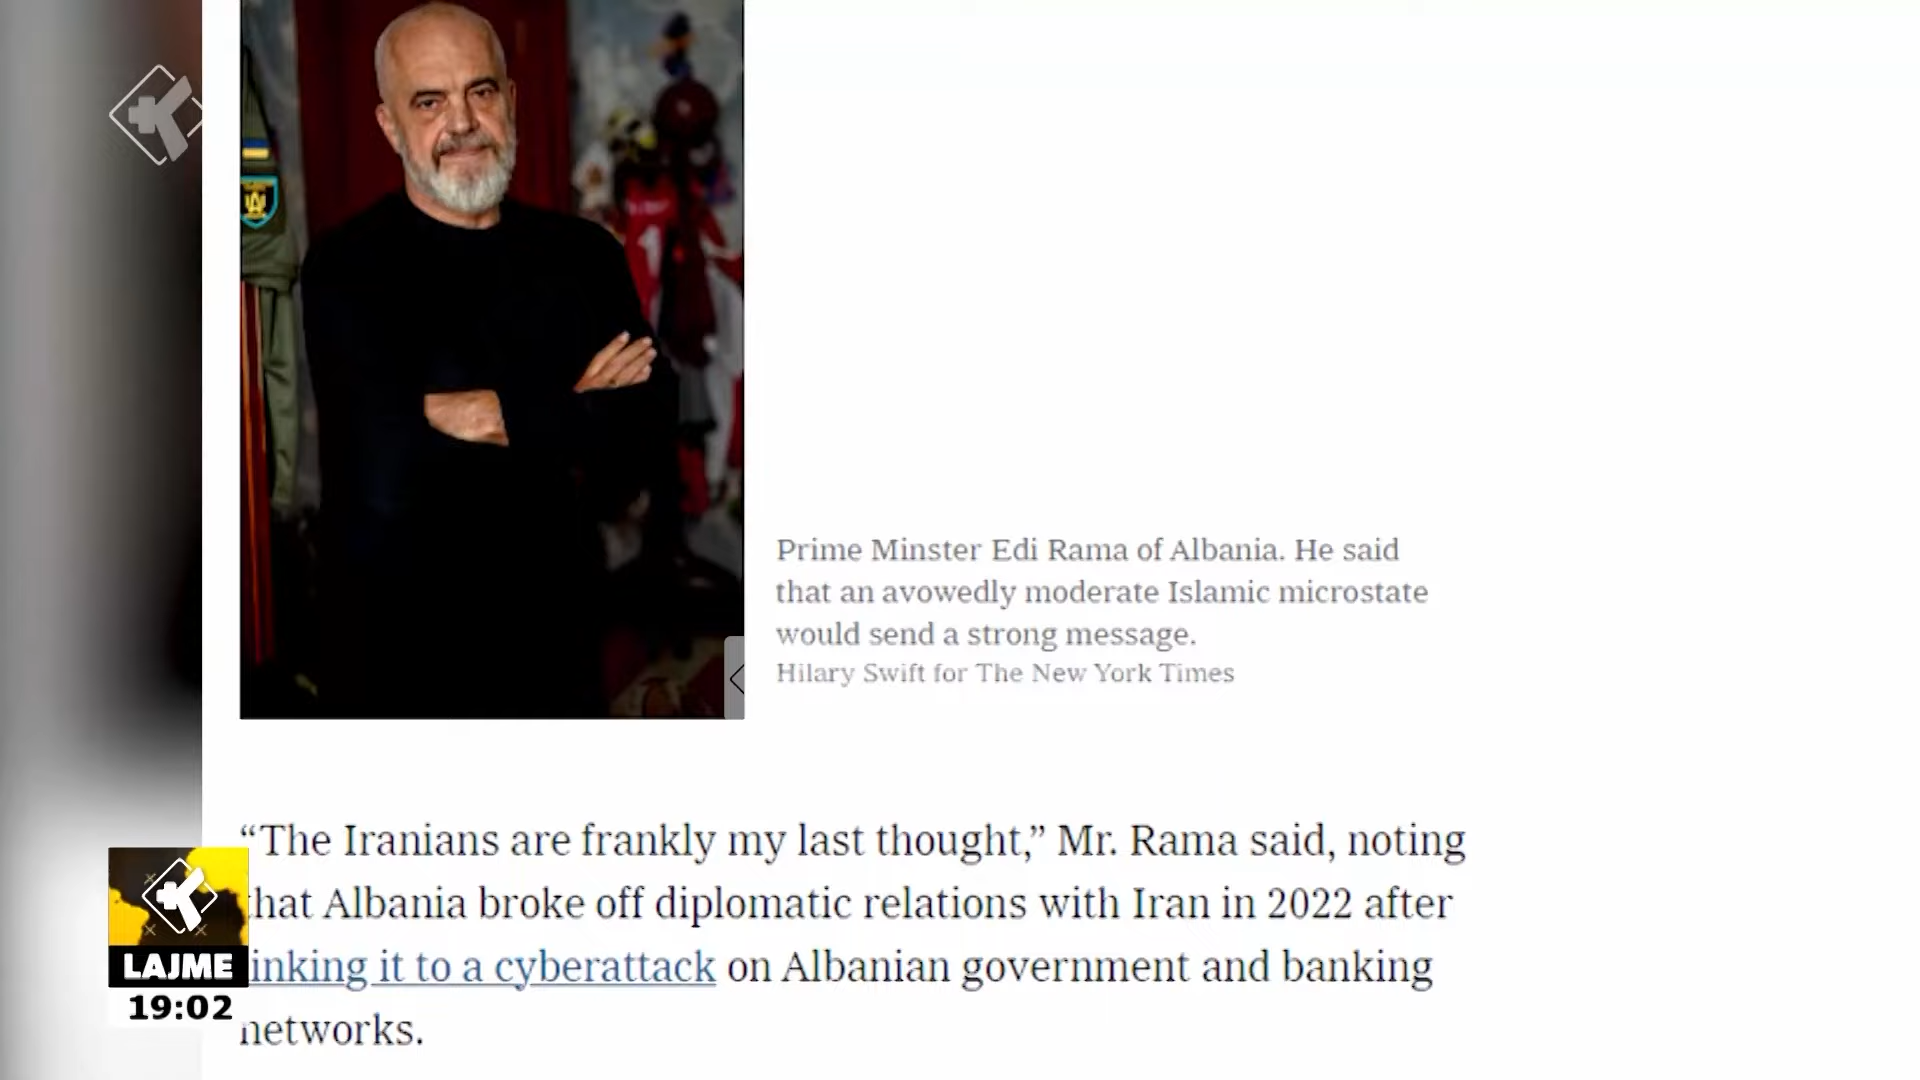 Prime Minster Edi Rama of Albania. He said
that an avowedly moderate Islamic microstate
would send a strong message.
Hilary Swift for The New York Times
“The Iranians are frankly my last thought,” Mr. Rama said, noting
that Albania broke off diplomatic relations with Iran in 2022 after
linking it to a cyberattack on Albanian government and banking
networks.
LAJME
19:02